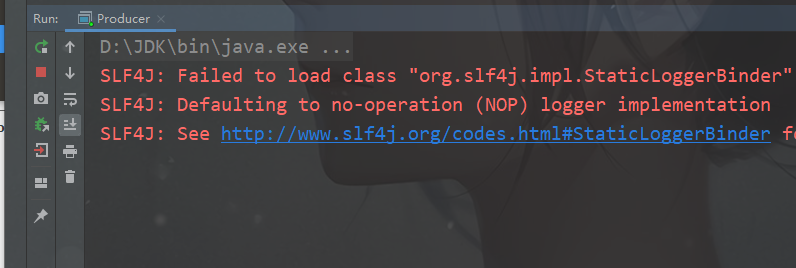 Run: Producer
D:\JDK\bin\java.exe ...
SLF4J: Failed to load class "org.slf4j.impl.StaticLoggerBinder"
SLF4J: Defaulting to no-operation (NOP) logger implementation
SLF4J: See http://www.slf4j.org/codes.html#StaticLoggerBinder